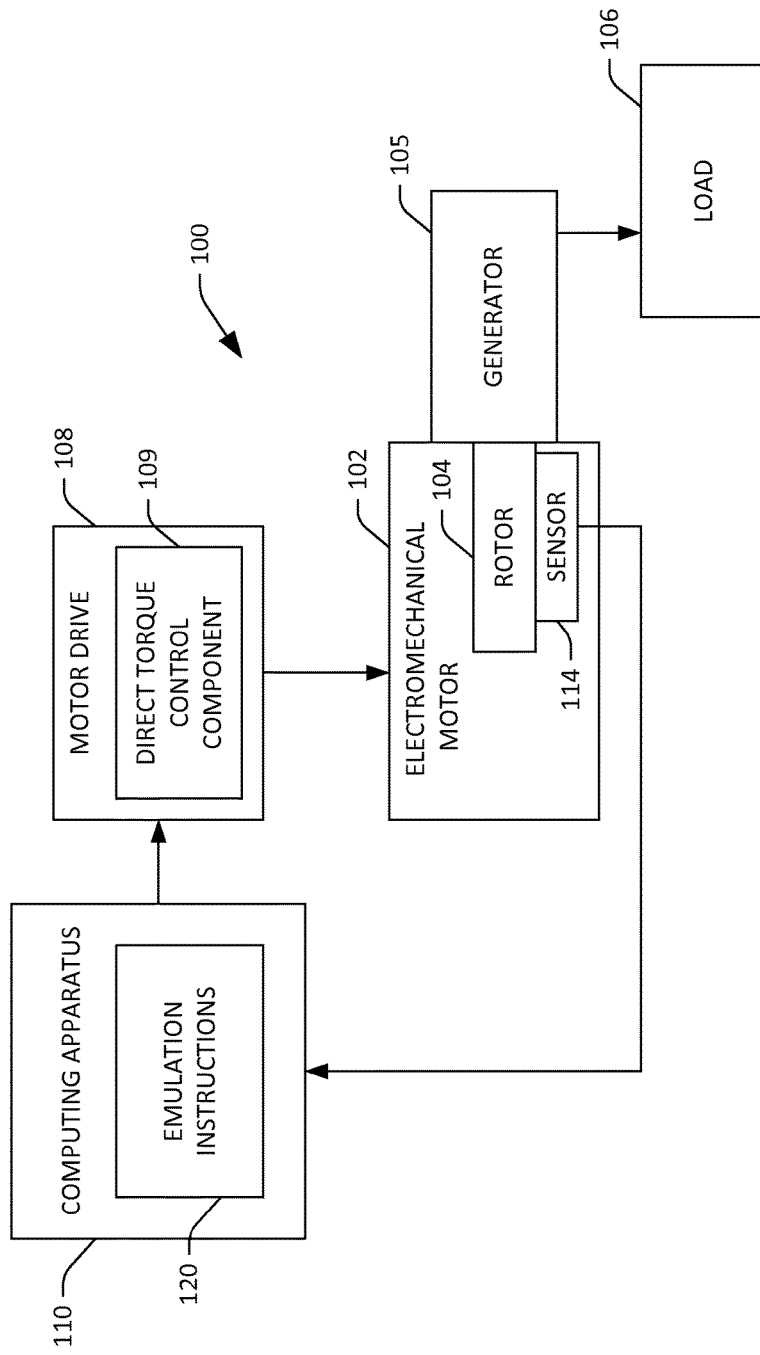 100
COMPUTING APPARATUS
EMULATION
INSTRUCTIONS
110
120
MOTOR DRIVE
DIRECT TORQUE
CONTROL
COMPONENT
108
109
ELECTROMECHANICAL
MOTOR
102
104
ROTOR
SENSOR
114
GENERATOR
105
LOAD
106